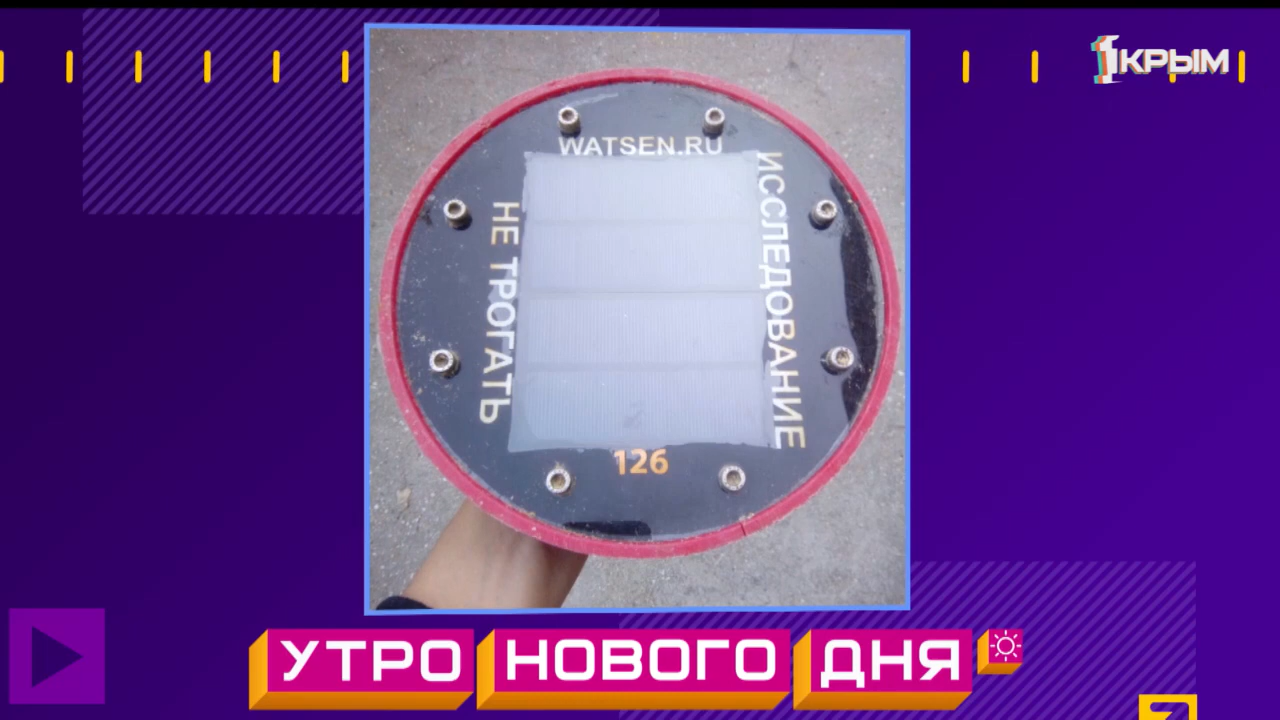 1КРЫМ
WATSEN.RU
НЕ ТРОГАТЬ
ИССЛЕДОВАНИЕ
126
УТРО НОВОГО ДНЯ